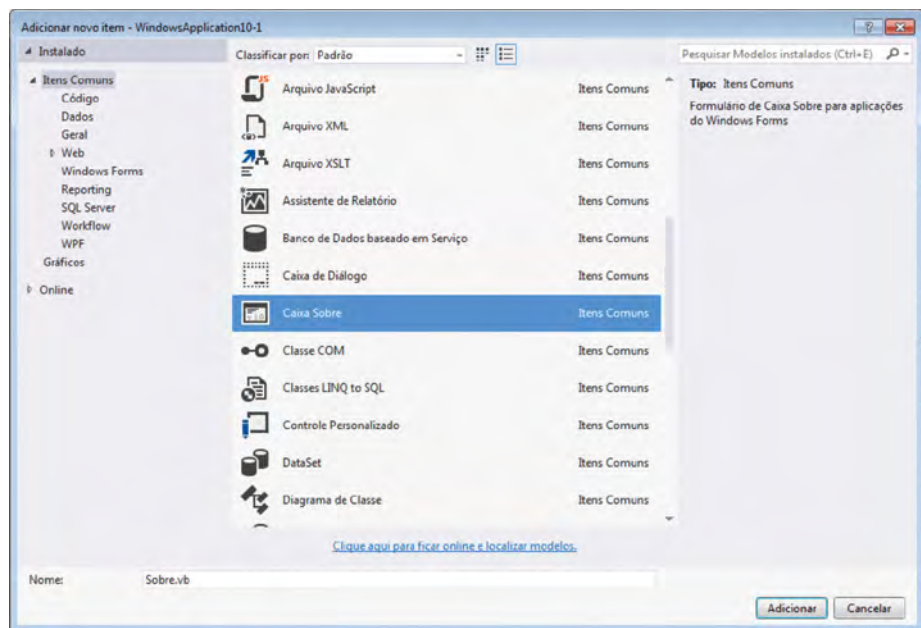 Adicionar novo item - WindowsApplication10-1
Instalado
Classificar por: Padrão
Pesquisar Modelos instalados (Ctrl+E)
Itens Comuns
Código
Dados
Geral
Web
Windows Forms
Reporting
SQL Server
Workflow
WPF
Gráficos
Online
JS
Arquivo JavaScript Itens Comuns
Arquivo XML Itens Comuns
Arquivo XSLT Itens Comuns
Assistente de Relatório Itens Comuns
Banco de Dados baseado em Serviço Itens Comuns
Caixa de Diálogo Itens Comuns
Caixa Sobre Itens Comuns
Classe COM Itens Comuns
Classes LINQ to SQL Itens Comuns
Controle Personalizado Itens Comuns
DataSet Itens Comuns
Diagrama de Classe Itens Comuns
Tipo: Itens Comuns
Formulário de Caixa Sobre para aplicações
do Windows Forms
Clique aqui para ficar online e localizar modelos.
Nome: Sobre.vb
Adicionar Cancelar